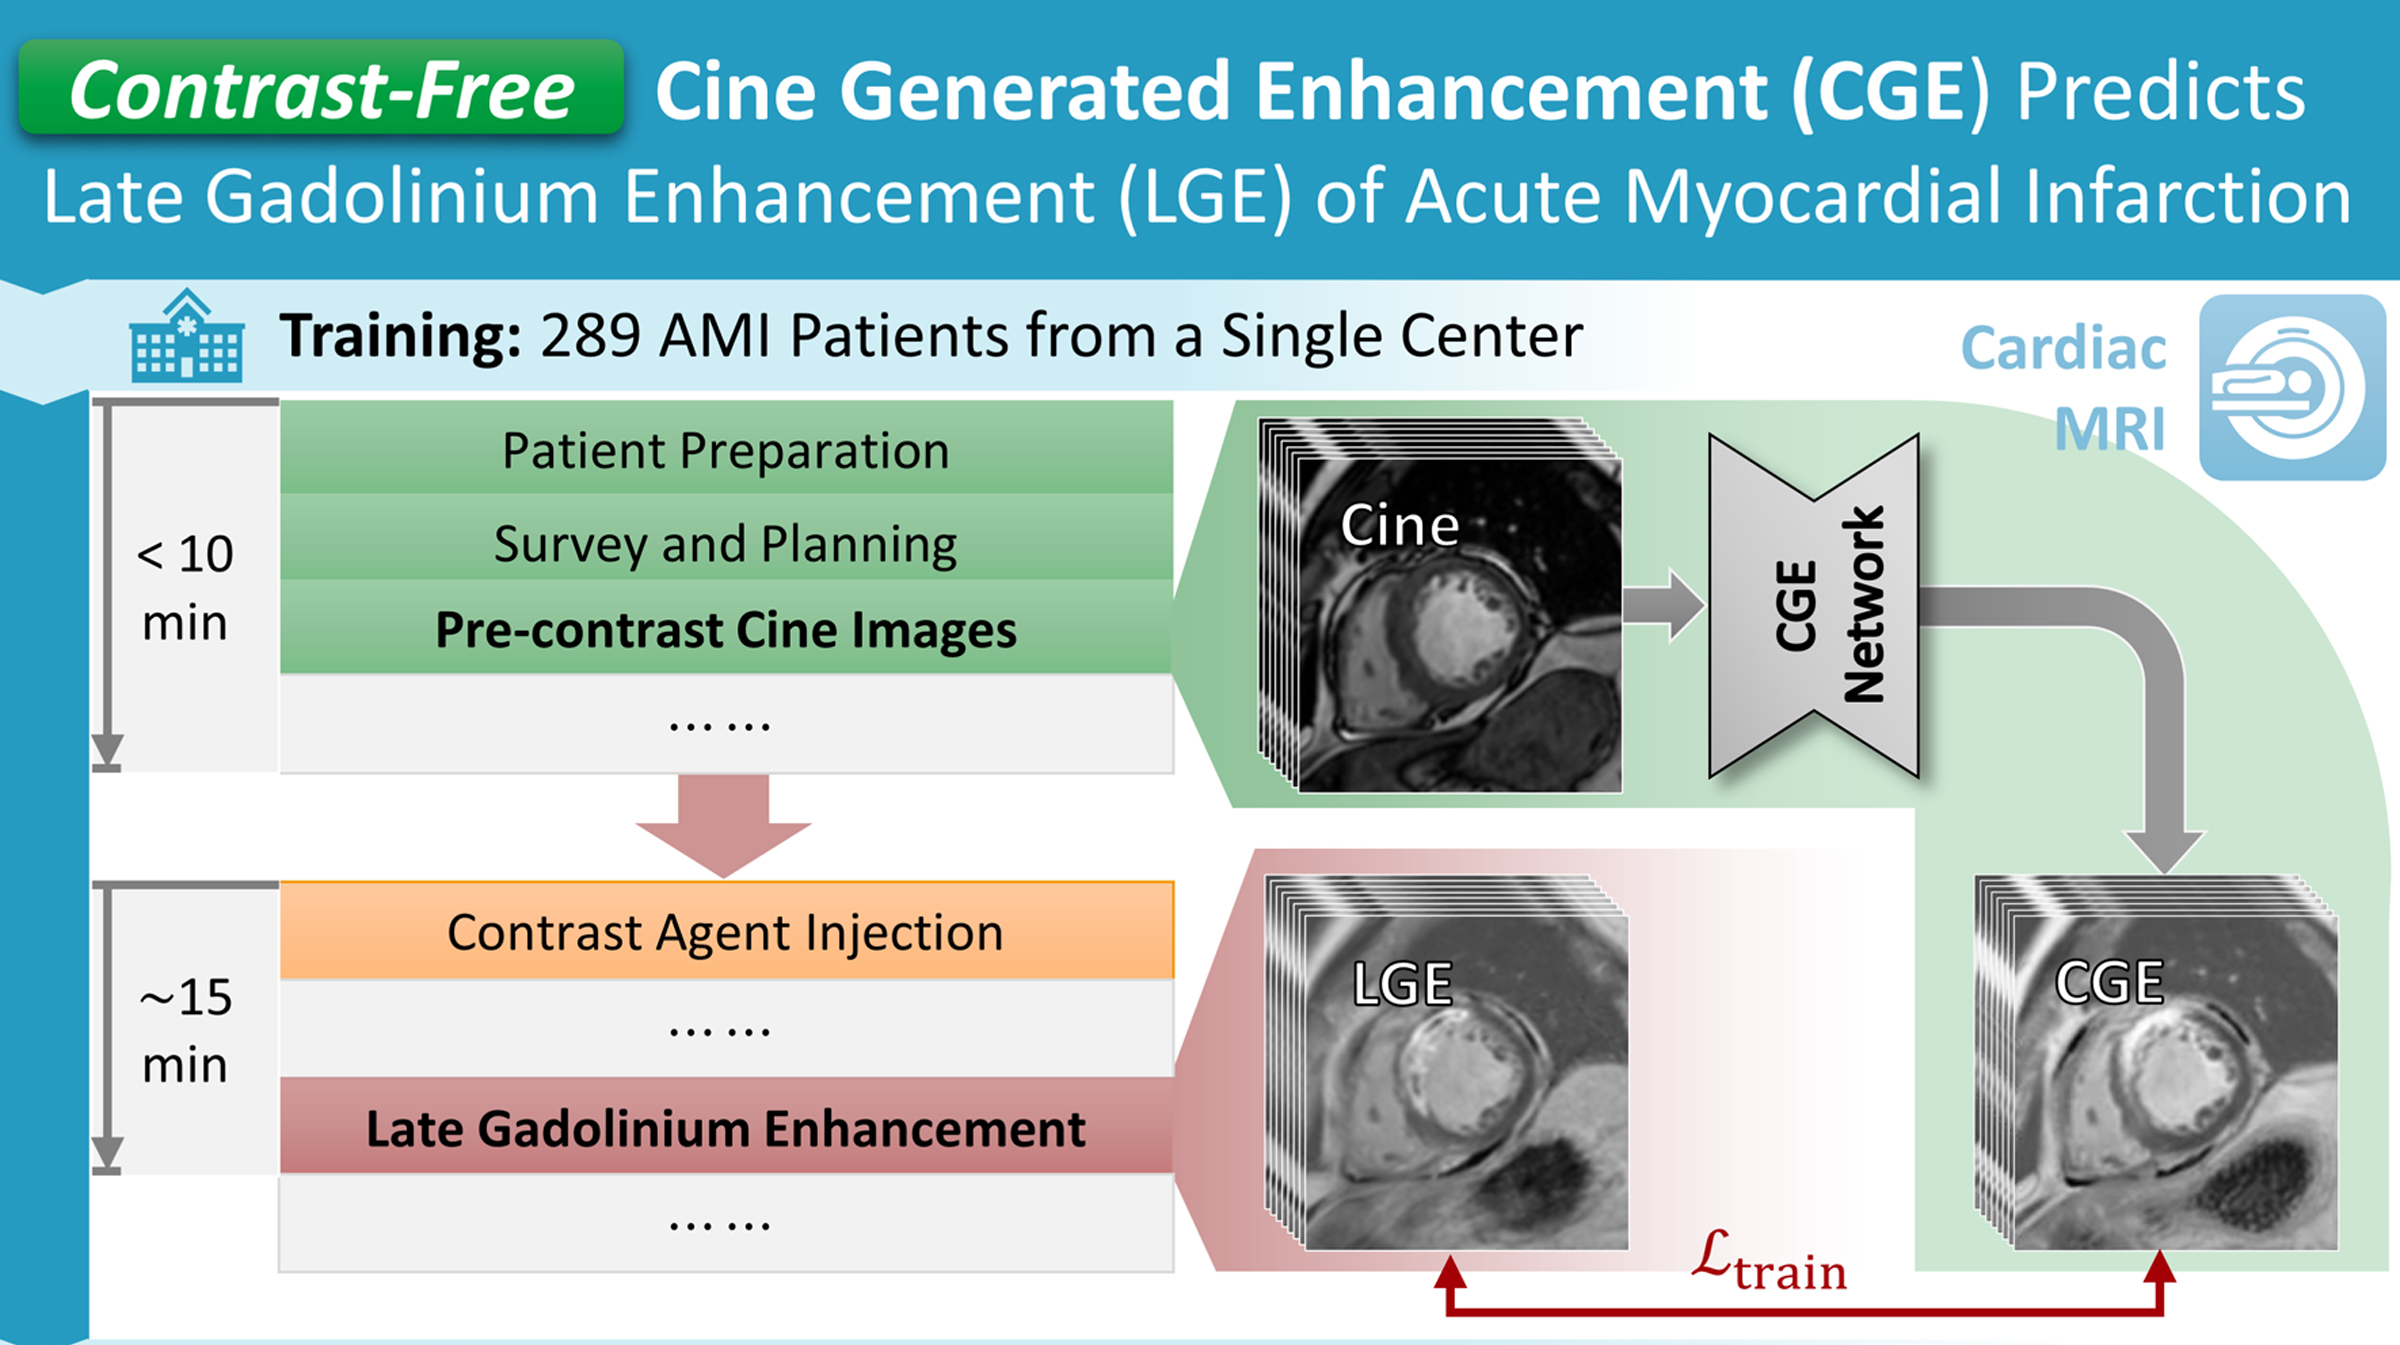 Contrast-Free Cine Generated Enhancement (CGE) Predicts
Late Gadolinium Enhancement (LGE) of Acute Myocardial Infarction
Training: 289 AMI Patients from a Single Center
Cardiac
MRI
< 10
min
Patient Preparation
Survey and Planning
Pre-contrast Cine Images
... ...
Cine
CGE
Network
~15
min
Contrast Agent Injection
... ...
Late Gadolinium Enhancement
... ...
LGE
CGE
ℒtrain